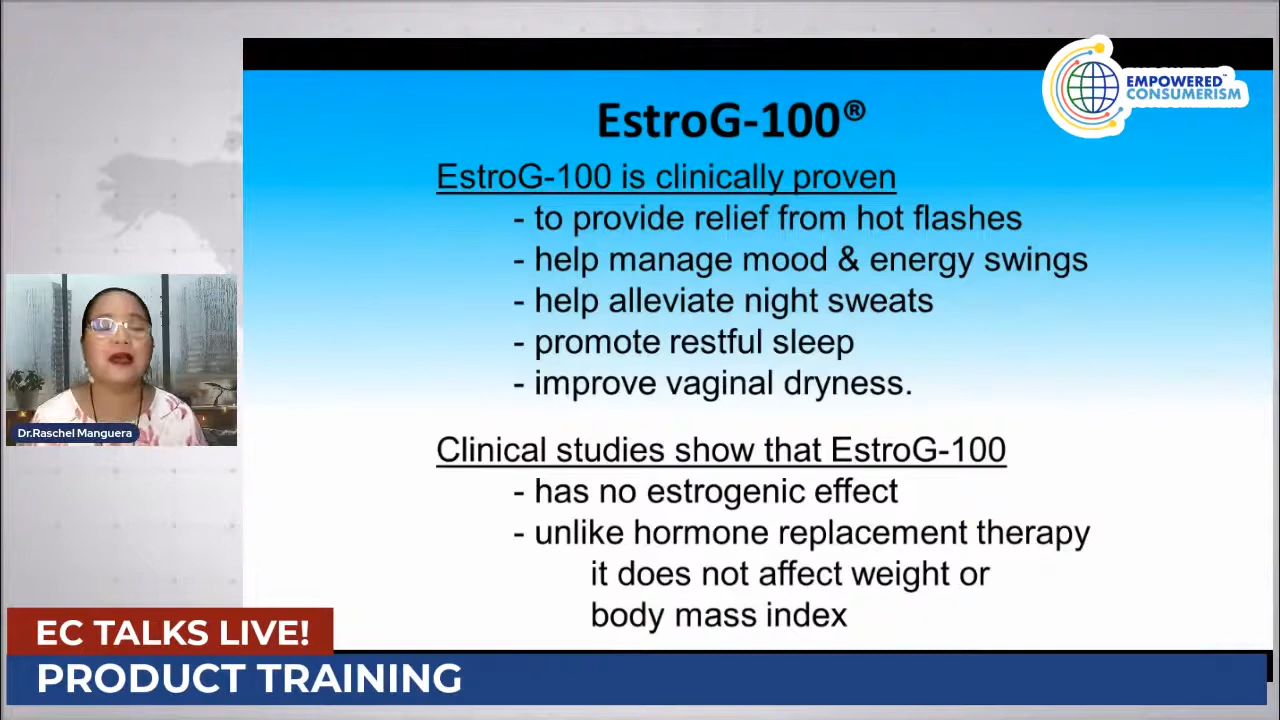 EMPOWERED™
CONSUMERISM
EstroG-100®
EstroG-100 is clinically proven
- to provide relief from hot flashes
- help manage mood & energy swings
- help alleviate night sweats
- promote restful sleep
- improve vaginal dryness.
Clinical studies show that EstroG-100
- has no estrogenic effect
- unlike hormone replacement therapy
it does not affect weight or
body mass index
Dr.Raschel Manguera
EC TALKS LIVE!
PRODUCT TRAINING